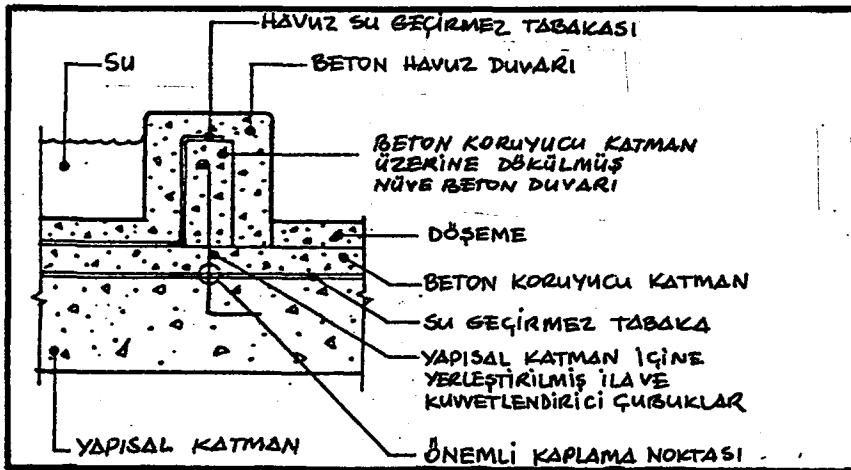 HAVUZ SU GEÇİRMEZ TABAKASI
SU
BETON HAVUZ DUVARI
BETON KORUYUCU KATMAN
ÜZERİNE DÖKÜLMÜŞ
NÜVE BETON DUVARI
DÖŞEME
BETON KORUYUCU KATMAN
SU GEÇİRMEZ TABAKA
YAPISAL KATMAN İÇİNE
YERLEŞTİRİLMİŞ İLAVE
KUVVETLENDİRİCİ ÇUBUKLAR
YAPISAL KATMAN
ÖNEMLİ KAPLAMA NOKTASI